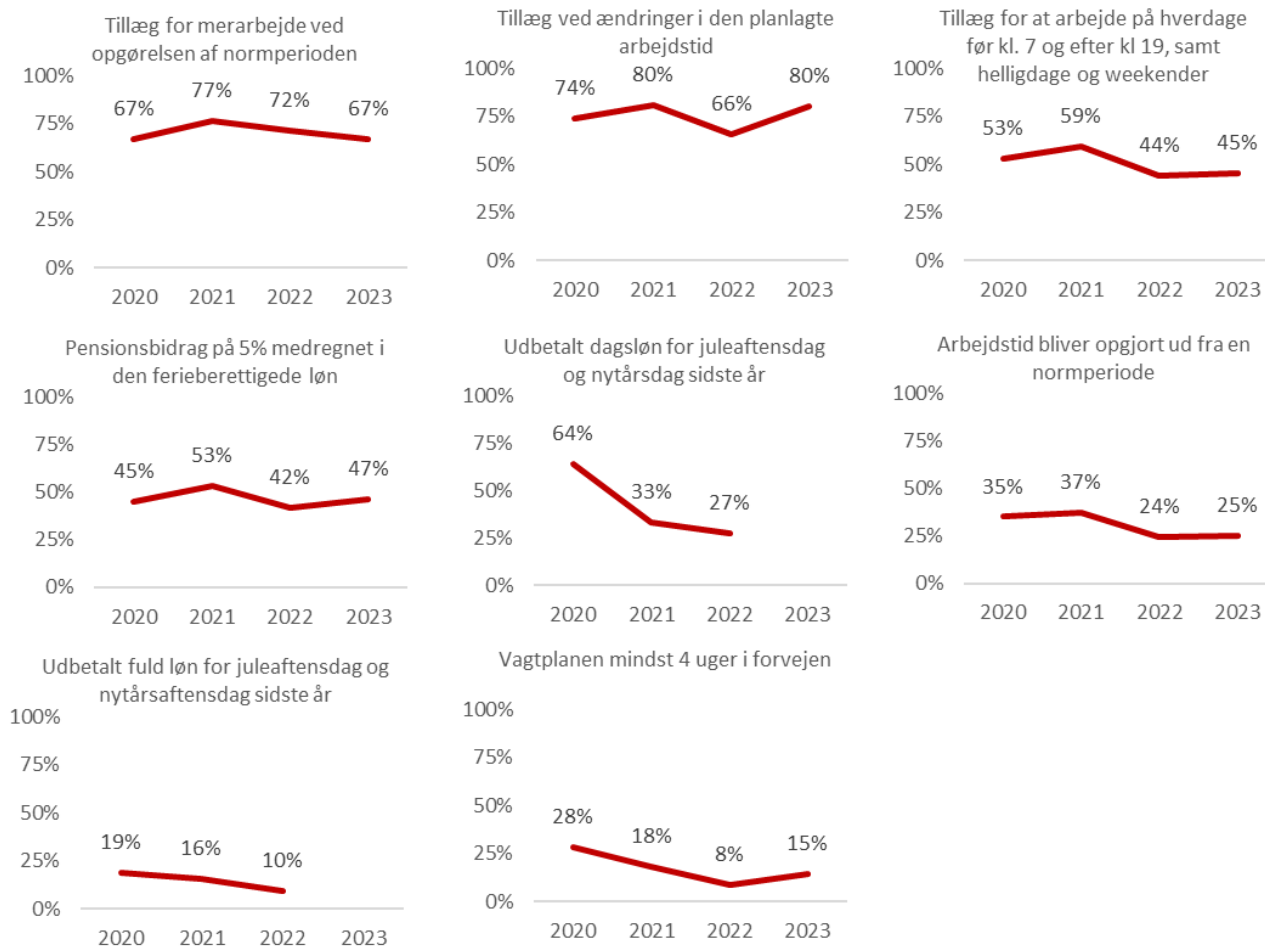 Tillæg for merarbejde ved
opgørelsen af normperioden
100%
75%
50%
25%
0%
67%
77%
72%
67%
2020 2021 2022 2023
Tillæg ved ændringer i den planlagte
arbejdstid
100%
75%
50%
25%
0%
74%
80%
66%
80%
2020 2021 2022 2023
Tillæg for at arbejde på hverdage
før kl. 7 og efter kl 19, samt
helligdage og weekender
100%
75%
50%
25%
0%
53%
59%
44%
45%
2020 2021 2022 2023
Pensionsbidrag på 5% medregnet i
den ferieberettigede løn
100%
75%
50%
25%
0%
45%
53%
42%
47%
2020 2021 2022 2023
Udbetalt dagsløn for juleaftensdag
og nytårsdag sidste år
100%
75%
50%
25%
0%
64%
33%
27%
2020 2021 2022 2023
Arbejdstid bliver opgjort ud fra en
normperiode
100%
75%
50%
25%
0%
35%
37%
24%
25%
2020 2021 2022 2023
Udbetalt fuld løn for juleaftensdag og
nytårsaftensdag sidste år
100%
75%
50%
25%
0%
19%
16%
10%
2020 2021 2022 2023
Vagtplanen mindst 4 uger i forvejen
100%
75%
50%
25%
0%
28%
18%
8%
15%
2020 2021 2022 2023